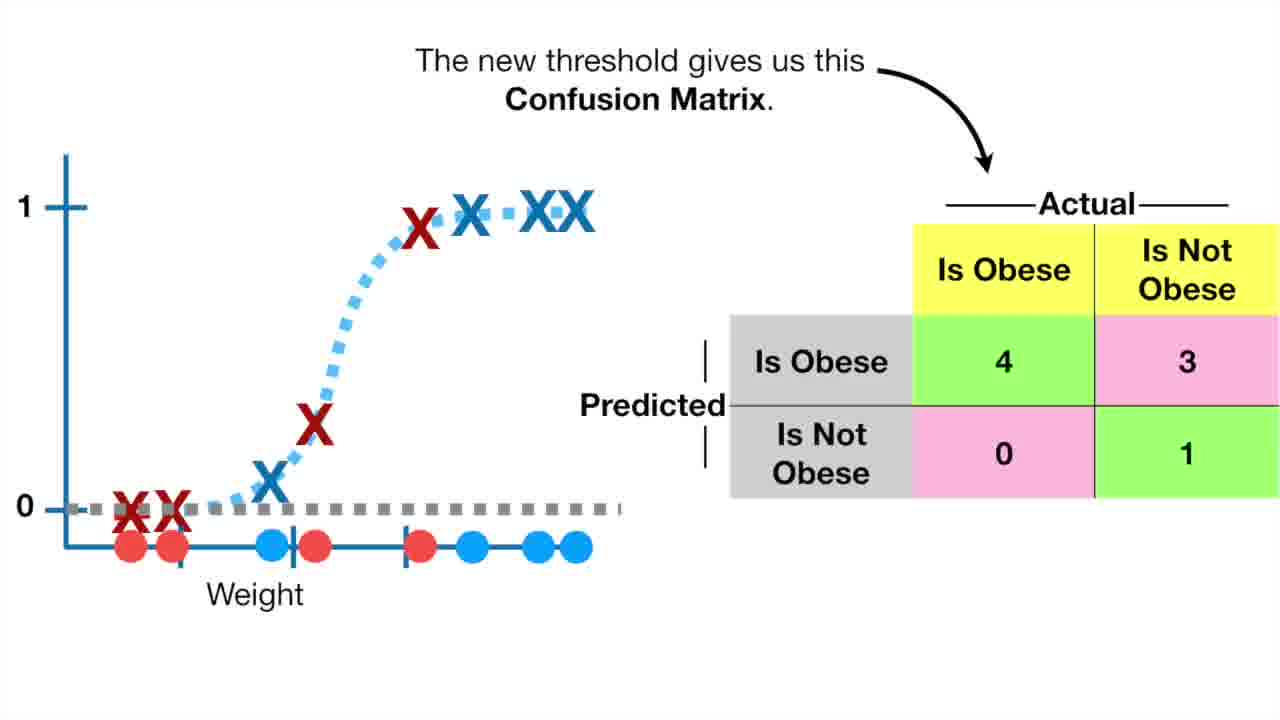 The new threshold gives us this
Confusion Matrix.
1
0
Weight
Actual
Is Obese
Is Not
Obese
Predicted
Is Obese
4
3
Is Not
Obese
0
1